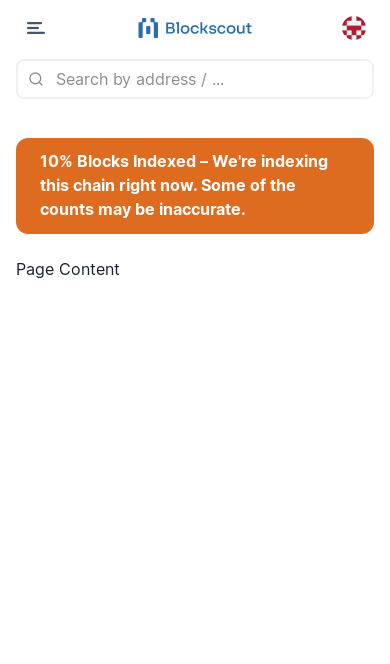 Blockscout
Search by address / ...
10% Blocks Indexed – We're indexing
this chain right now. Some of the
counts may be inaccurate.
Page Content